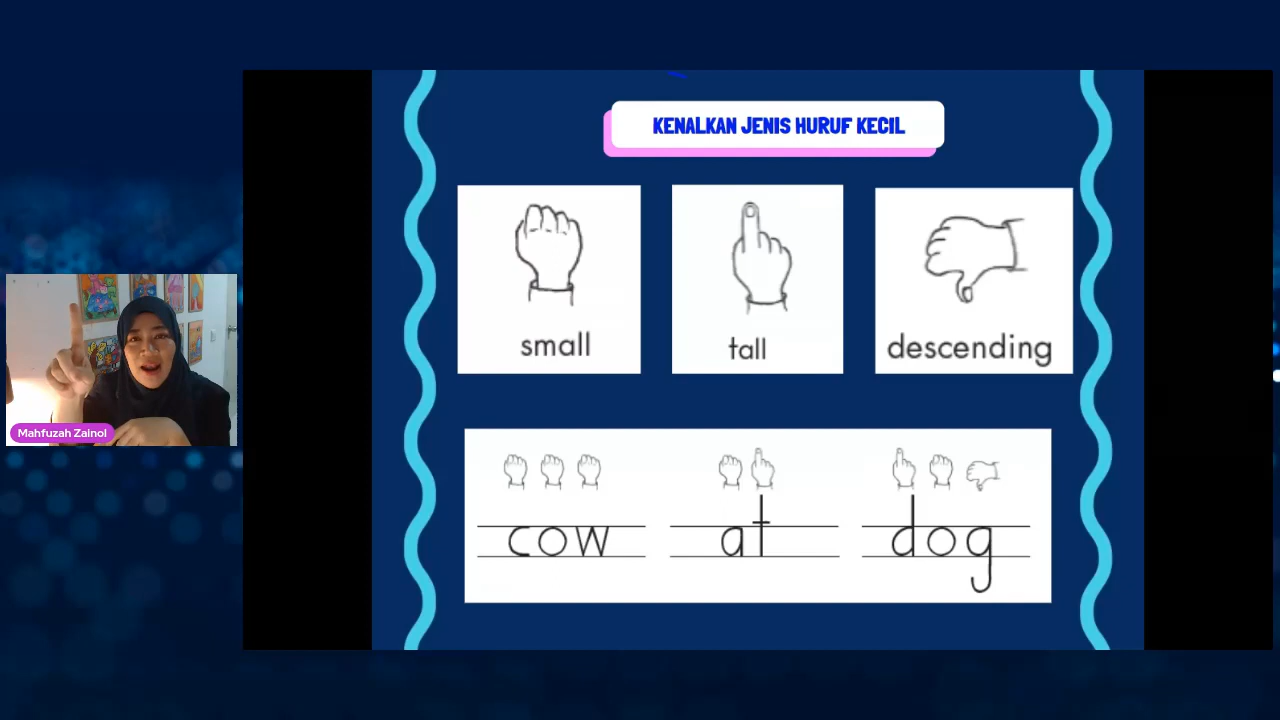 KENALKAN JENIS HURUF KECIL
small
tall
descending
cow
at
dog
Mahfuzah Zainol